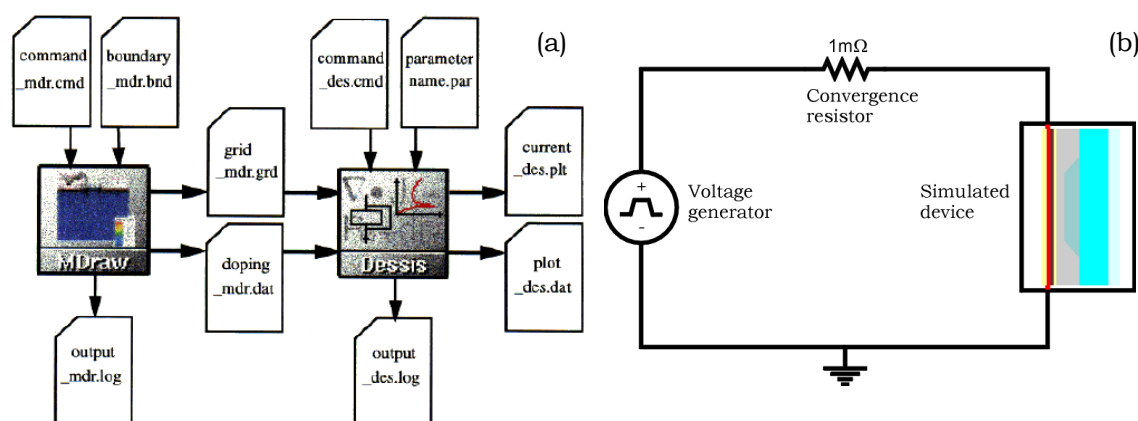 (a)
command
_mdr.cmd
boundary
_mdr.bnd
command
_des.cmd
parameter
name.par
grid
_mdr.grd
current
_des.plt
MDraw
Dessis
doping
_mdr.dat
plot
_des.dat
output
_mdr.log
output
_des.log
(b)
1mΩ
Convergence
resistor
+
Voltage
generator
-
Simulated
device